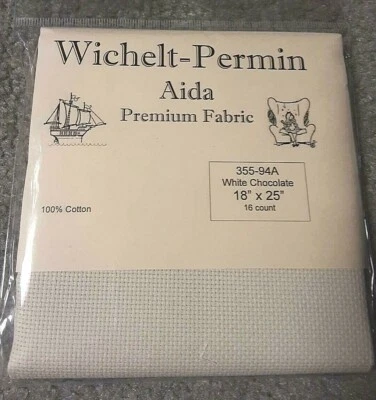 Wichelt-Permin
Aida
Premium Fabric
355-94A
White Chocolate
18" x 25"
16 count
100% Cotton